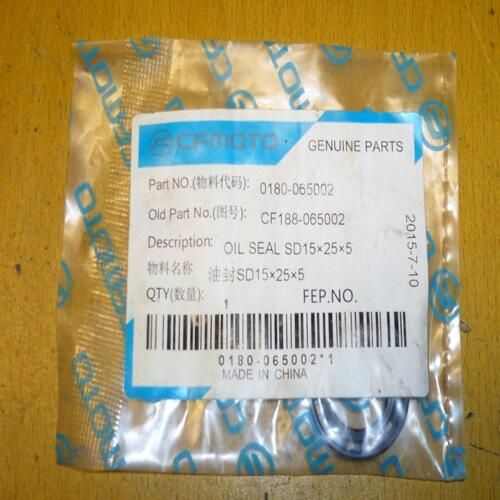 CFMOTO GENUINE PARTS
Part NO.(物料代码): 0180-065002
Old Part No.(图号): CF188-065002
Description: OIL SEAL SD15×25×5
物料名称 油封SD15×25×5
QTY(数量): 1 FEP.NO.
0180-065002*1
MADE IN CHINA
2015-7-10